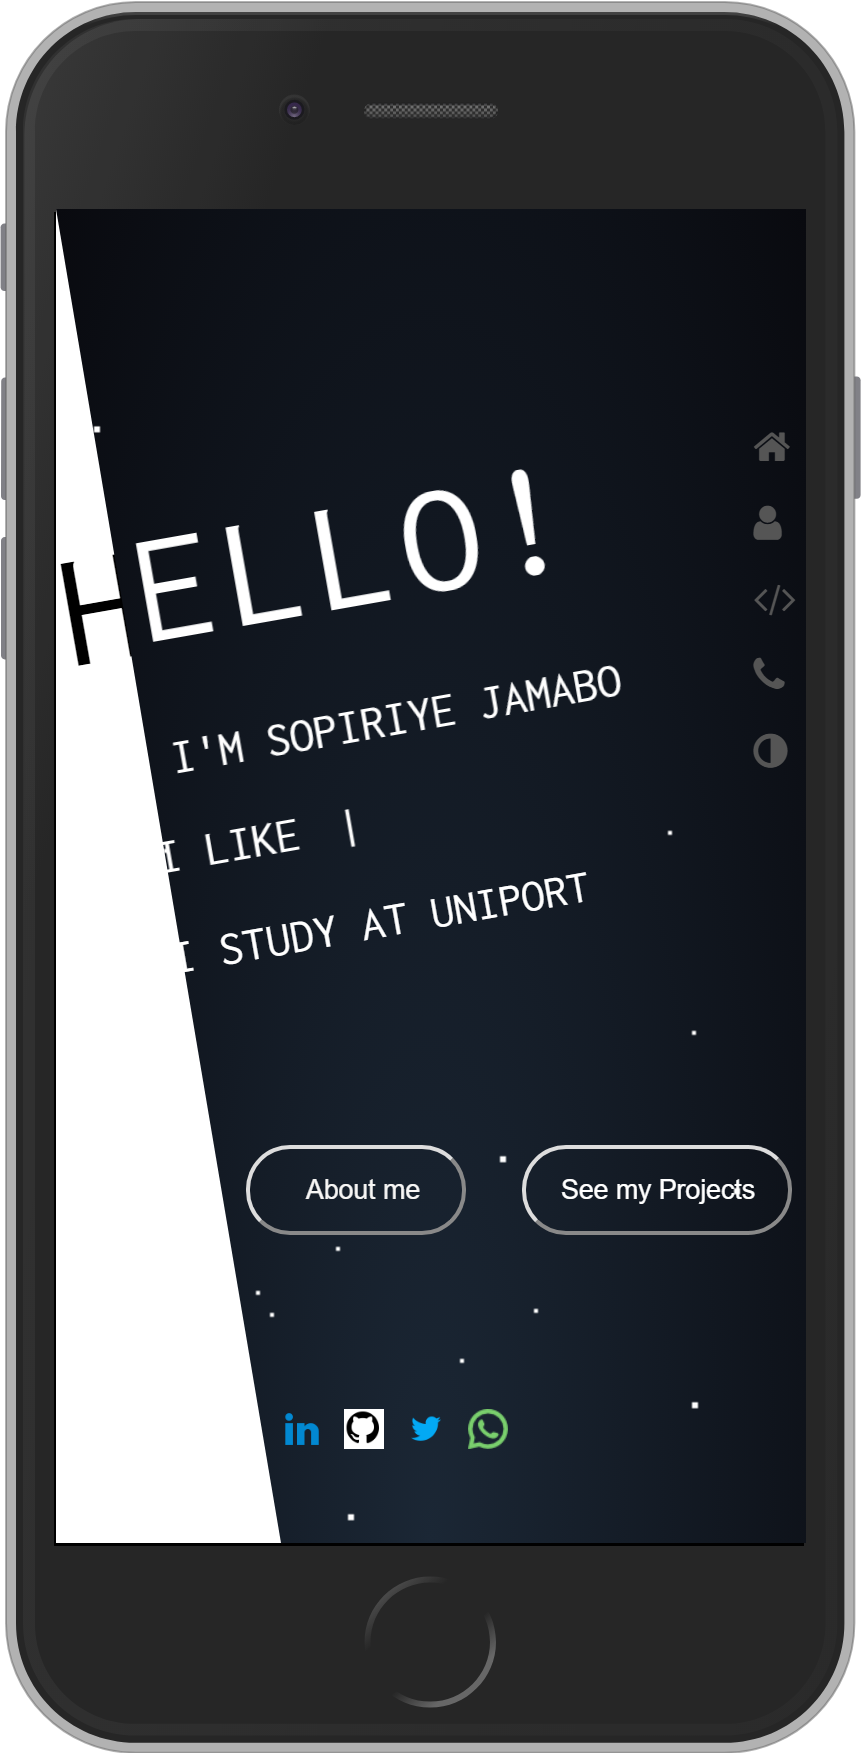 HELLO!
I'M SOPIRIYE JAMABO
I LIKE |
I STUDY AT UNIPORT
About me
See my Projects
in